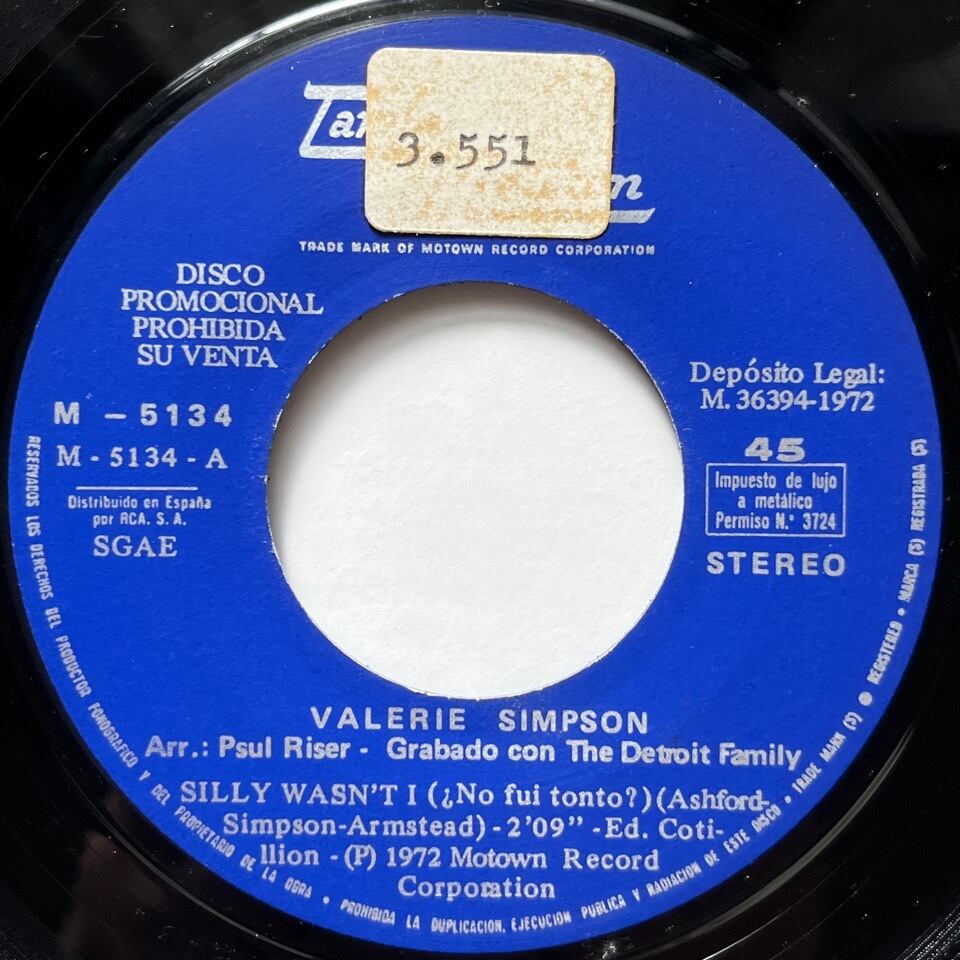 3.551
TRADE MARK OF MOTOWN RECORD CORPORATION
DISCO
PROMOCIONAL
PROHIBIDA
SU VENTA
M - 5134
M - 5134 - A
Distribuido en España
por RCA. S. A.
SGAE
Depósito Legal:
M. 36394-1972
45
Impuesto de lujo
a metálico
Permiso N.° 3724
STEREO
VALERIE SIMPSON
Arr.: Psul Riser - Grabado con The Detroit Family
SILLY WASN'T I (¿No fui tonto?) (Ashford-
Simpson-Armstead) - 2'09" - Ed. Coti-
llion - (P) 1972 Motown Record
Corporation
RESERVADOS LOS DERECHOS DEL PRODUCTOR FONOGRAFICO Y DEL PROPIETARIO DE LA OBRA • PROHIBIDA LA DUPLICACION, EJECUCION PUBLICA Y RADIACION DE ESTE DISCO • TRADE MARK (S) ● REGISTERED • MARCA (S) REGISTRADA (S)